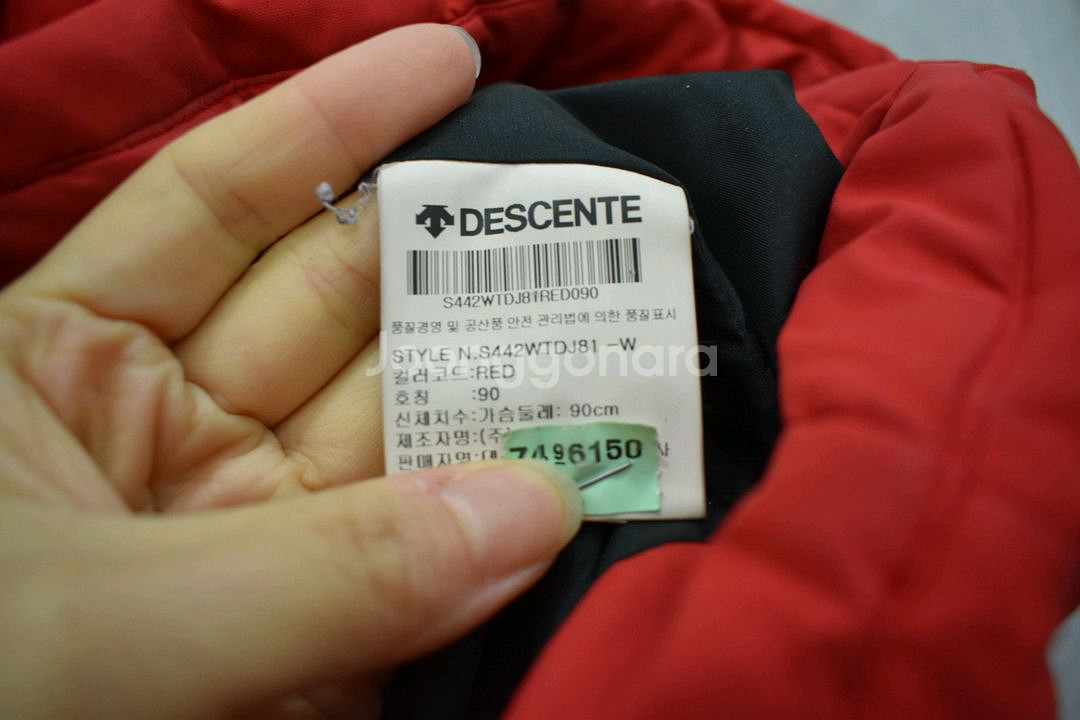 DESCENTE
S442WTDJ81RED090
품질경영 및 공산품 안전 관리법에 의한 품질표시
STYLE N.S442WTDJ81 -W
Joonggonara
컬러코드:RED
호칭 :90
신체치수:가슴둘레: 90cm
제조자명:(주)
판매자명:
7496150